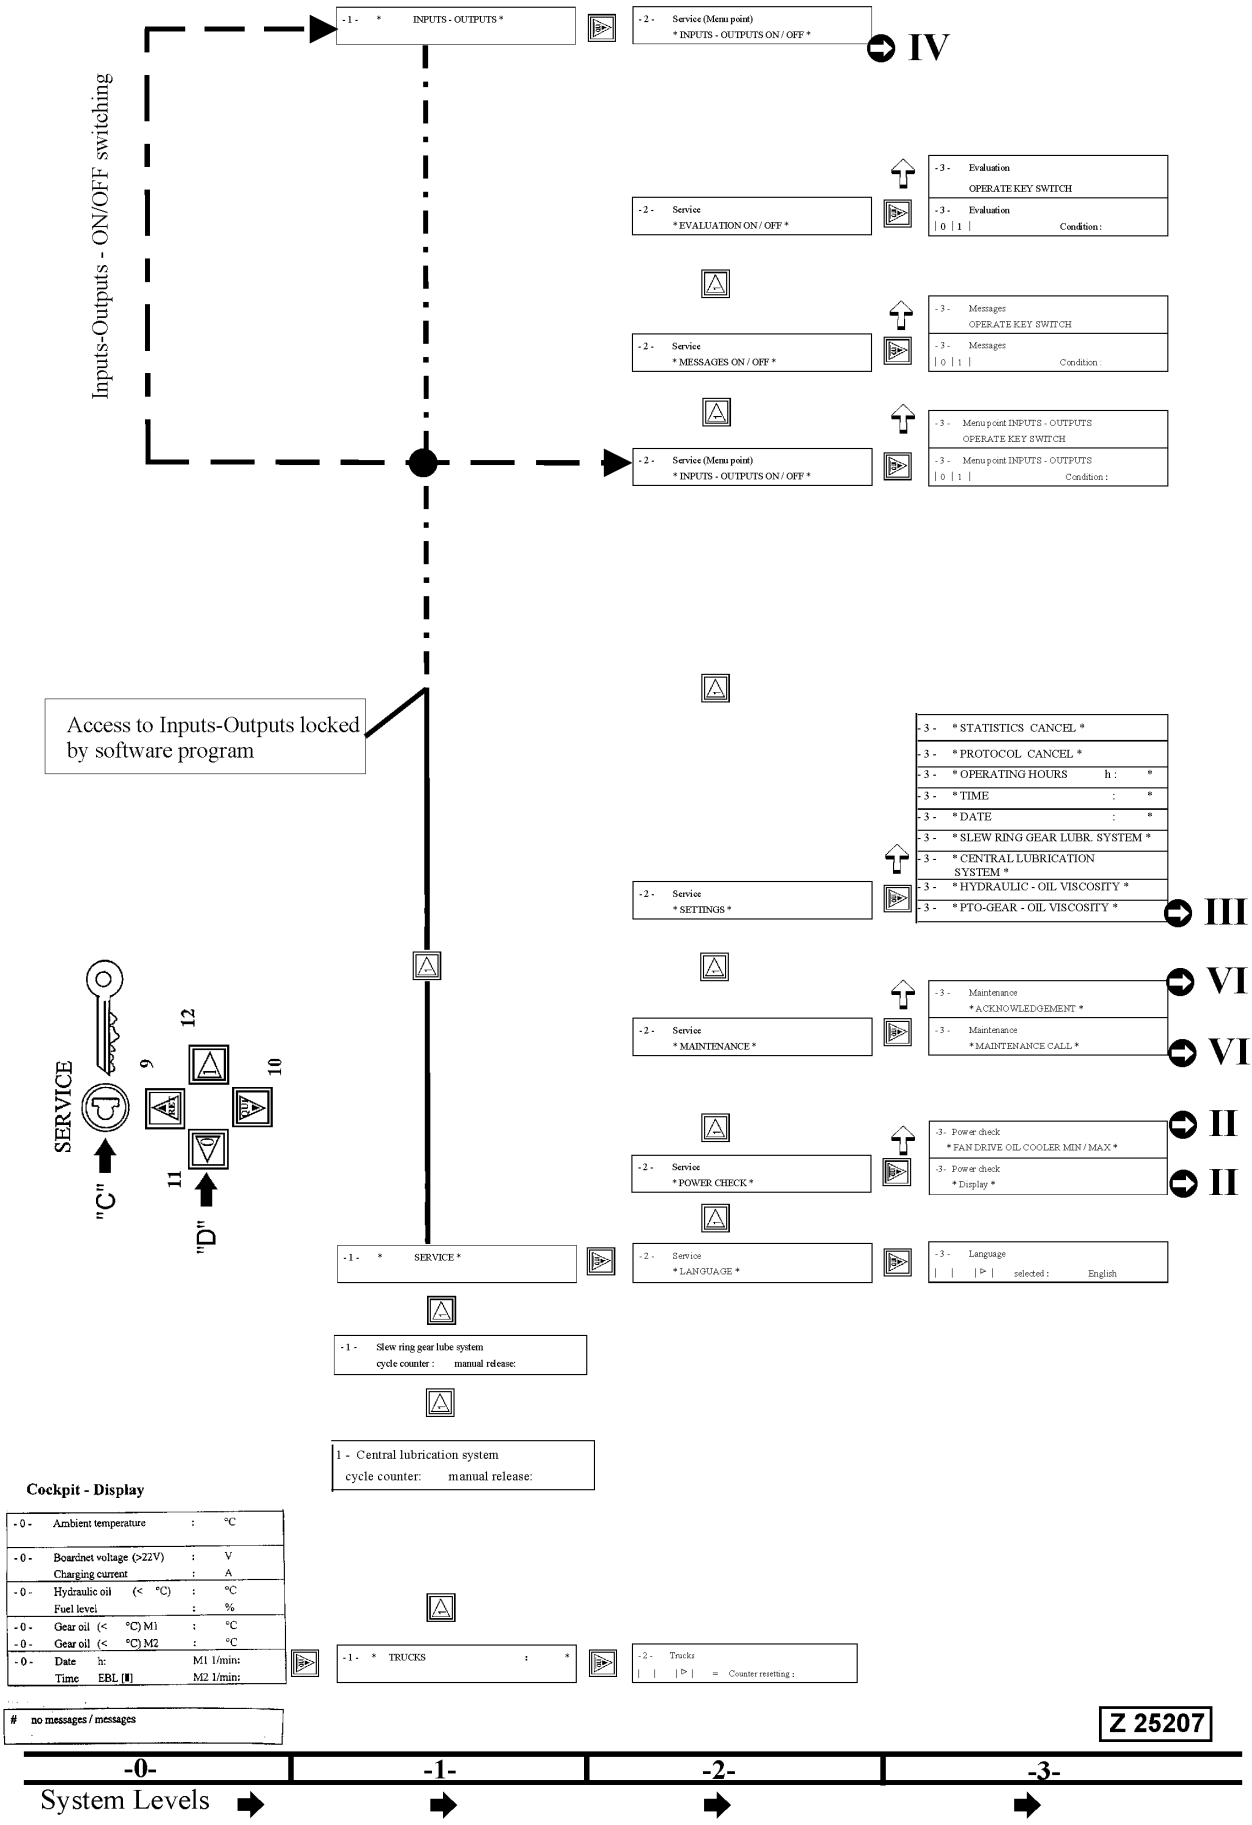 -1- * INPUTS - OUTPUTS *
-2- Service (Menu point)
* INPUTS - OUTPUTS ON / OFF *
IV
Inputs-Outputs - ON/OFF switching
-3- Evaluation
OPERATE KEY SWITCH
-2- Service
* EVALUATION ON / OFF *
-3- Evaluation
| 0 | 1 | Condition :
-3- Messages
OPERATE KEY SWITCH
-2- Service
* MESSAGES ON / OFF *
-3- Messages
| 0 | 1 | Condition :
-3- Menu point INPUTS - OUTPUTS
OPERATE KEY SWITCH
-2- Service (Menu point)
* INPUTS - OUTPUTS ON / OFF *
-3- Menu point INPUTS - OUTPUTS
| 0 | 1 | Condition :
Access to Inputs-Outputs locked
by software program
-3- * STATISTICS CANCEL *
-3- * PROTOCOL CANCEL *
-3- * OPERATING HOURS h : *
-3- * TIME : *
-3- * DATE : *
-3- * SLEW RING GEAR LUBR. SYSTEM *
-3- * CENTRAL LUBRICATION
SYSTEM *
-3- * HYDRAULIC - OIL VISCOSITY *
-3- * PTO-GEAR - OIL VISCOSITY *
III
-2- Service
* SETTINGS *
-3- Maintenance
* ACKNOWLEDGEMENT *
VI
-2- Service
* MAINTENANCE *
-3- Maintenance
* MAINTENANCE CALL *
VI
SERVICE
"C"
"D"
9
10
11
12
RET
QUI
1
0
-3- Power check
* FAN DRIVE OIL COOLER MIN / MAX *
II
-2- Service
* POWER CHECK *
-3- Power check
* Display *
II
-1- * SERVICE *
-2- Service
* LANGUAGE *
-3- Language
| | |▷| selected : English
-1- Slew ring gear lube system
cycle counter : manual release:
1 - Central lubrication system
cycle counter: manual release:
Cockpit - Display
-0- Ambient temperature : °C
-0- Boardnet voltage (>22V) : V
Charging current : A
-0- Hydraulic oil (< °C) : °C
Fuel level : %
-0- Gear oil (< °C) M1 : °C
-0- Gear oil (< °C) M2 : °C
-0- Date h: M1 1/min:
Time EBL [▮] M2 1/min:
-1- * TRUCKS : *
-2- Trucks
| | |▷| = Counter resetting :
# no messages / messages
Z 25207
-0- -1- -2- -3-
System Levels